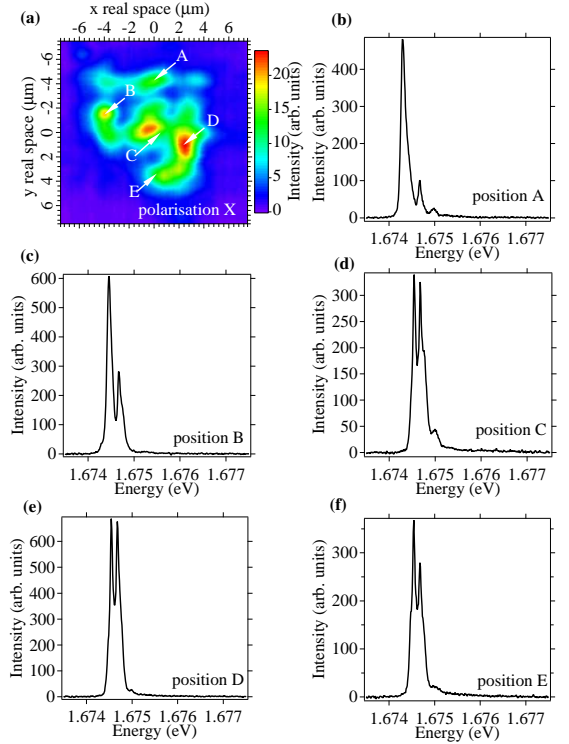 (a)
x real space (µm)
-6 -4 -2 0 2 4 6
y real space (µm)
-4
-2
0
2
4
6
A
B
C
D
E
polarisation X
Intensity (arb. units)
20
15
10
5
0
(b)
Intensity (arb. units)
400
300
200
100
0
position A
1.674 1.675 1.676 1.677
Energy (eV)
(c)
Intensity (arb. units)
600
500
400
300
200
100
0
position B
1.674 1.675 1.676 1.677
Energy (eV)
(d)
Intensity (arb. units)
300
250
200
150
100
50
0
position C
1.674 1.675 1.676 1.677
Energy (eV)
(e)
Intensity (arb. units)
600
500
400
300
200
100
0
position D
1.674 1.675 1.676 1.677
Energy (eV)
(f)
Intensity (arb. units)
300
200
100
0
position E
1.674 1.675 1.676 1.677
Energy (eV)